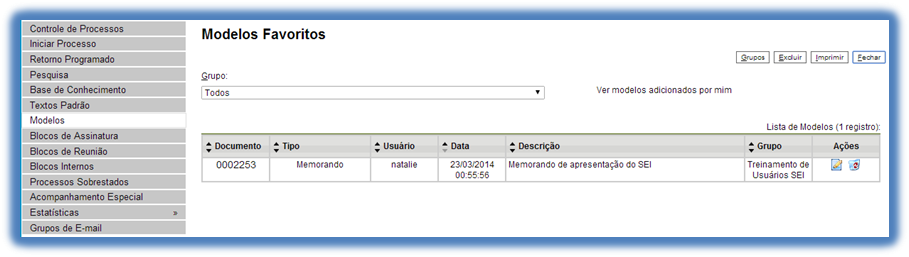 Controle de Processos
Iniciar Processo
Retorno Programado
Pesquisa
Base de Conhecimento
Textos Padrão
Modelos
Blocos de Assinatura
Blocos de Reunião
Blocos Internos
Processos Sobrestados
Acompanhamento Especial
Estatísticas »
Grupos de E-mail
Modelos Favoritos
Grupos Excluir Imprimir Fechar
Grupo:
Todos
Ver modelos adicionados por mim
Lista de Modelos (1 registro):
Documento Tipo Usuário Data Descrição Grupo Ações
0002253 Memorando natalie 23/03/2014 Memorando de apresentação do SEI Treinamento de
00:55:56 Usuários SEI